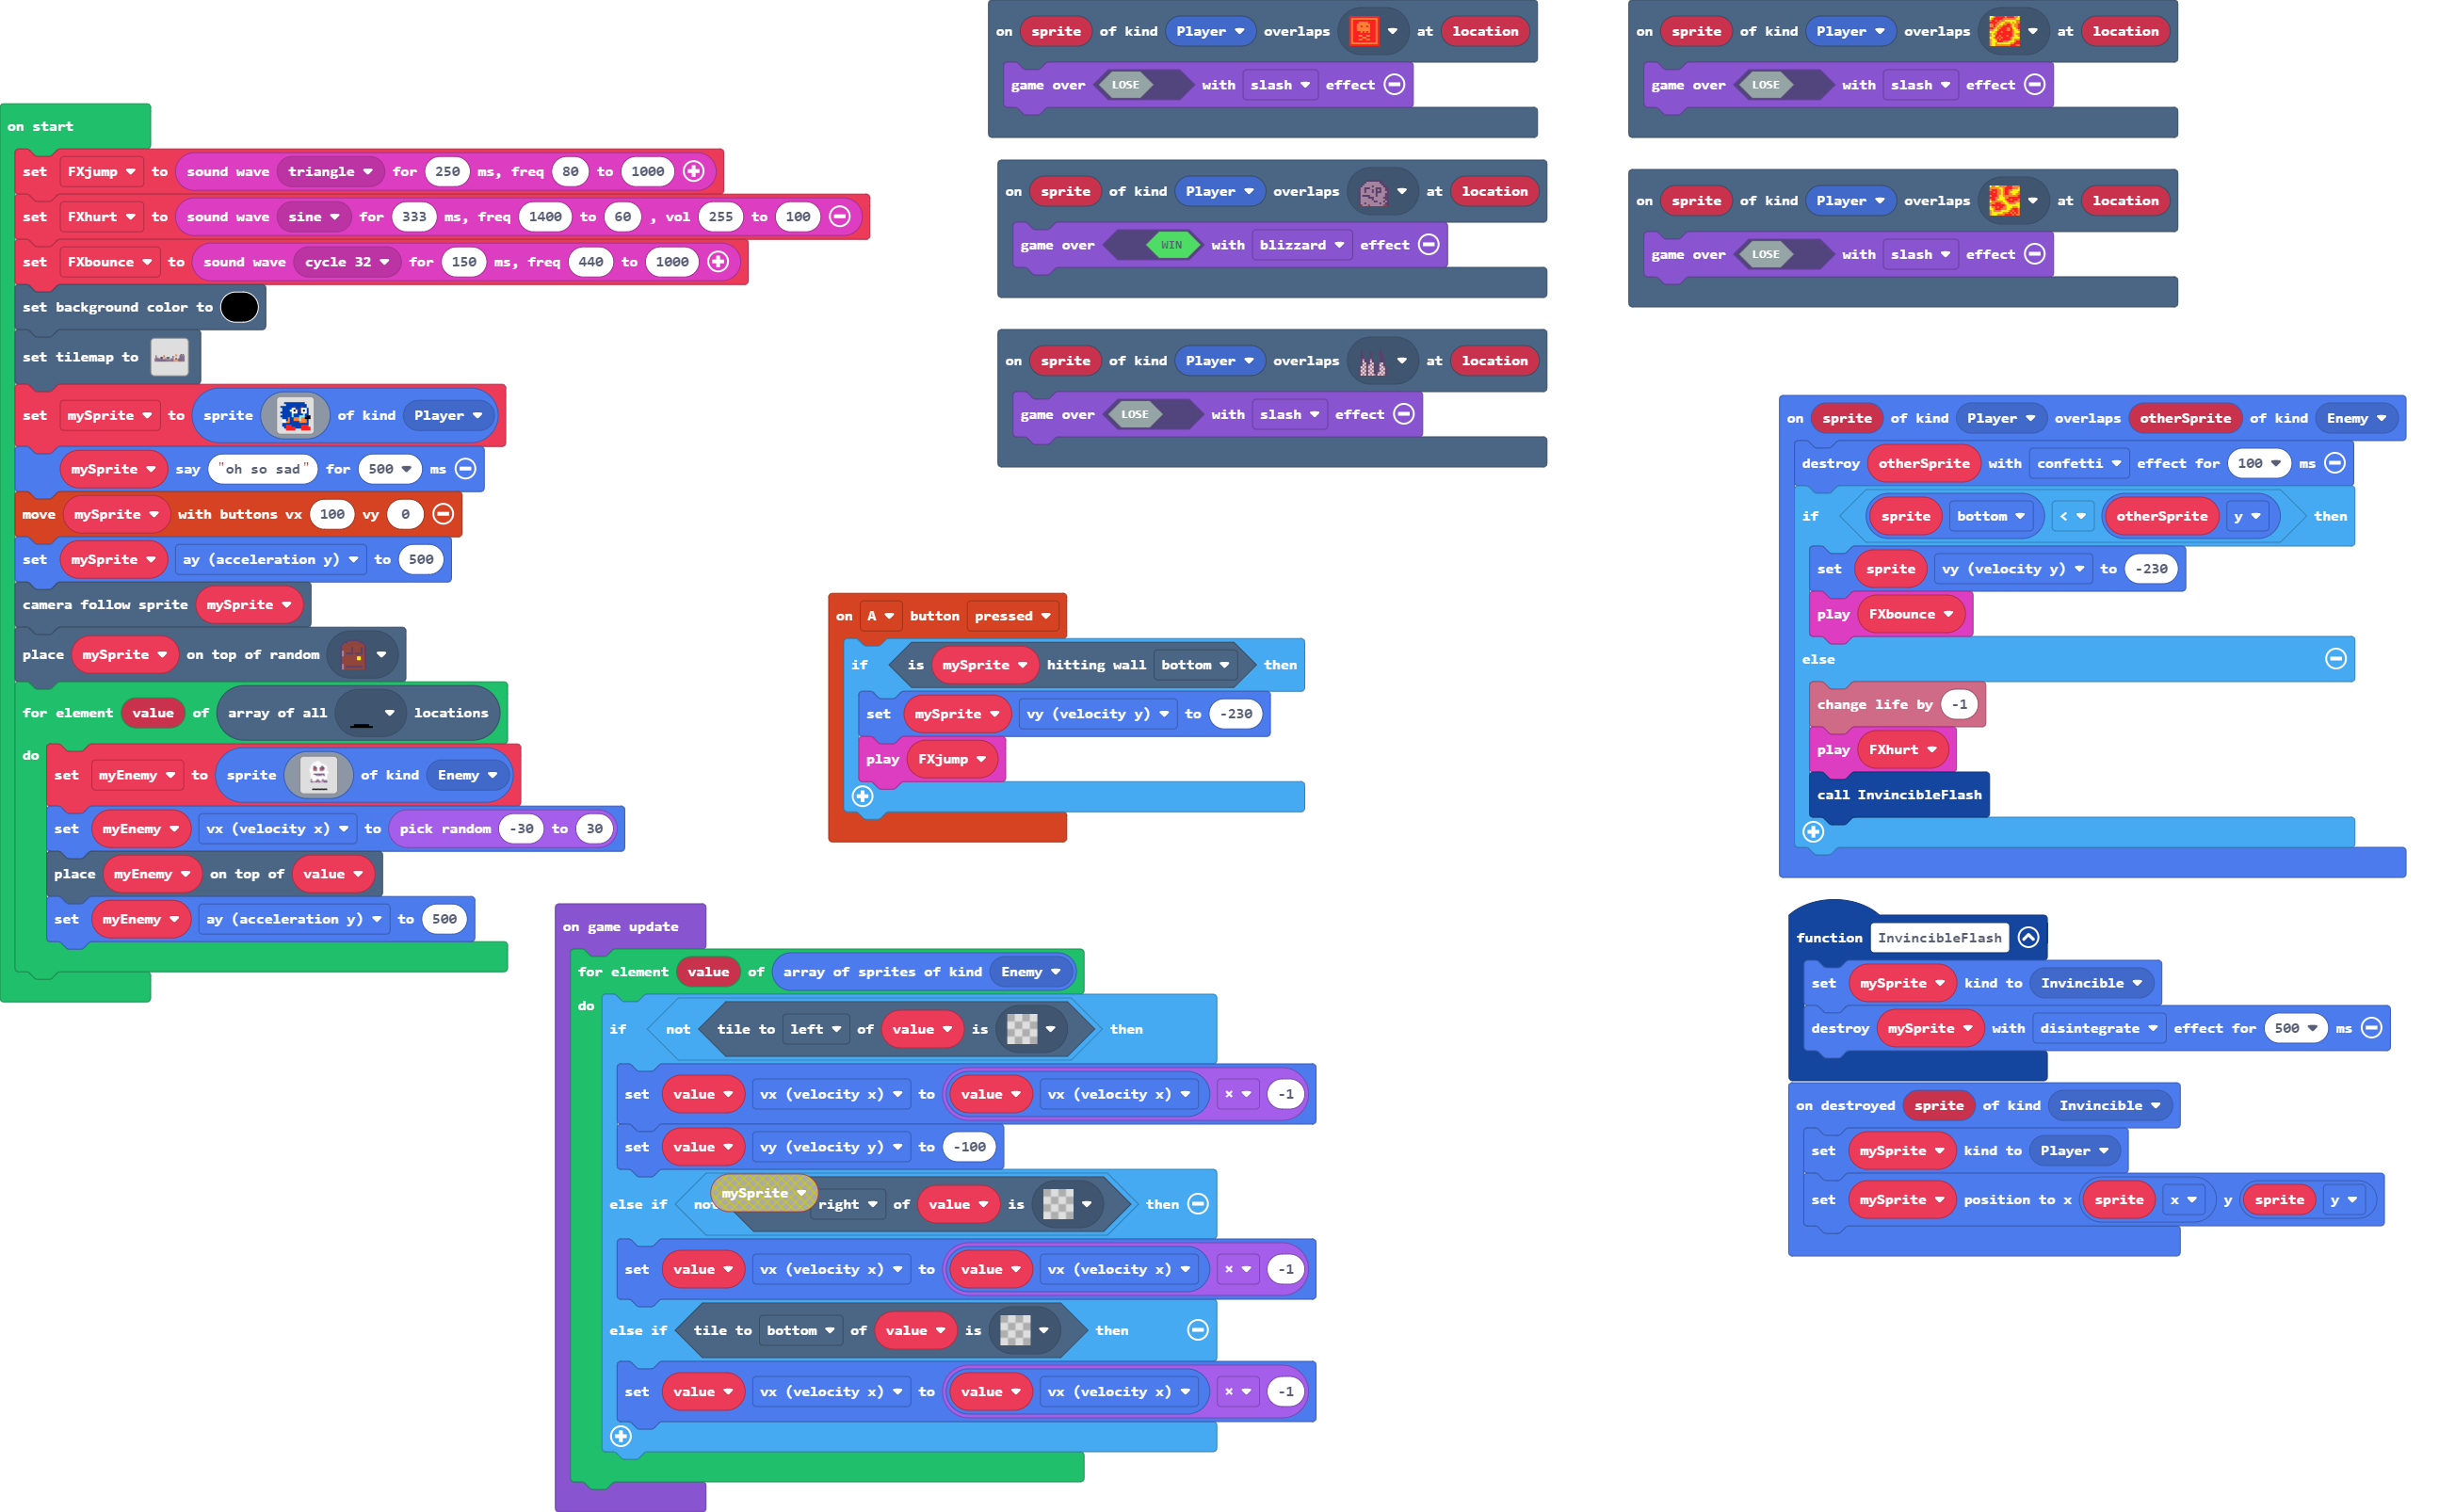 on start
set FXjump to sound wave triangle for 250 ms, freq 80 to 1000
set FXhurt to sound wave sine for 333 ms, freq 1400 to 60 , vol 255 to 100
set FXbounce to sound wave cycle 32 for 150 ms, freq 440 to 1000
set background color to
set tilemap to
set mySprite to sprite of kind Player
mySprite say "oh so sad" for 500 ms
move mySprite with buttons vx 100 vy 0
set mySprite ay (acceleration y) to 500
camera follow sprite mySprite
place mySprite on top of random
for element value of array of all locations
do
set myEnemy to sprite of kind Enemy
set myEnemy vx (velocity x) to pick random -30 to 30
place myEnemy on top of value
set myEnemy ay (acceleration y) to 500
on sprite of kind Player overlaps at location
game over LOSE with slash effect
on sprite of kind Player overlaps at location
game over WIN with blizzard effect
on sprite of kind Player overlaps at location
game over LOSE with slash effect
on sprite of kind Player overlaps at location
game over LOSE with slash effect
on sprite of kind Player overlaps at location
game over LOSE with slash effect
on A button pressed
if is mySprite hitting wall bottom then
set mySprite vy (velocity y) to -230
play FXjump
on game update
for element value of array of sprites of kind Enemy
do
if not tile to left of value is then
set value vx (velocity x) to value vx (velocity x) × -1
set value vy (velocity y) to -100
mySprite
else if right of value is then
set value vx (velocity x) to value vx (velocity x) × -1
else if tile to bottom of value is then
set value vx (velocity x) to value vx (velocity x) × -1
on sprite of kind Player overlaps otherSprite of kind Enemy
destroy otherSprite with confetti effect for 100 ms
if sprite bottom < otherSprite y then
set sprite vy (velocity y) to -230
play FXbounce
else
change life by -1
play FXhurt
call InvincibleFlash
function InvincibleFlash
set mySprite kind to Invincible
destroy mySprite with disintegrate effect for 500 ms
on destroyed sprite of kind Invincible
set mySprite kind to Player
set mySprite position to x sprite x y sprite y